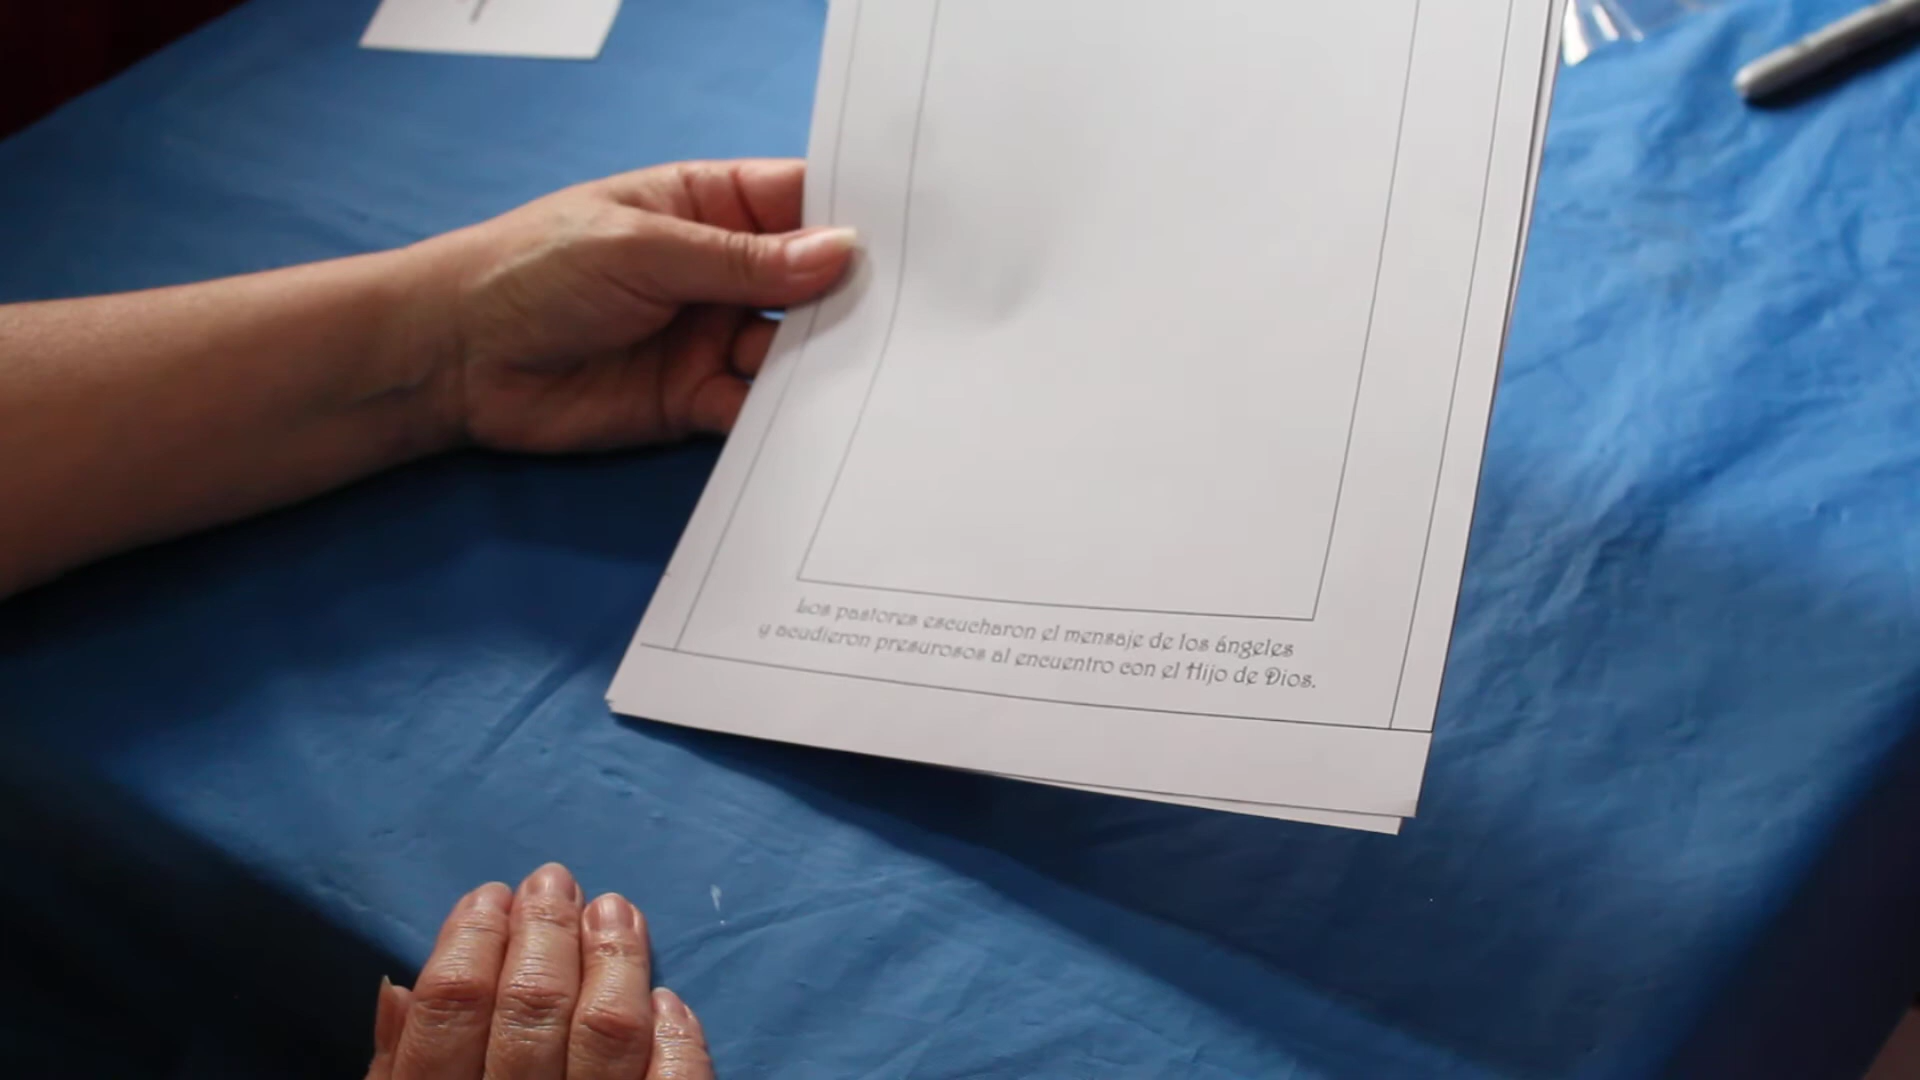 Los pastores escucharon el mensaje de los ángeles
y acudieron presurosos al encuentro con el Hijo de Dios.